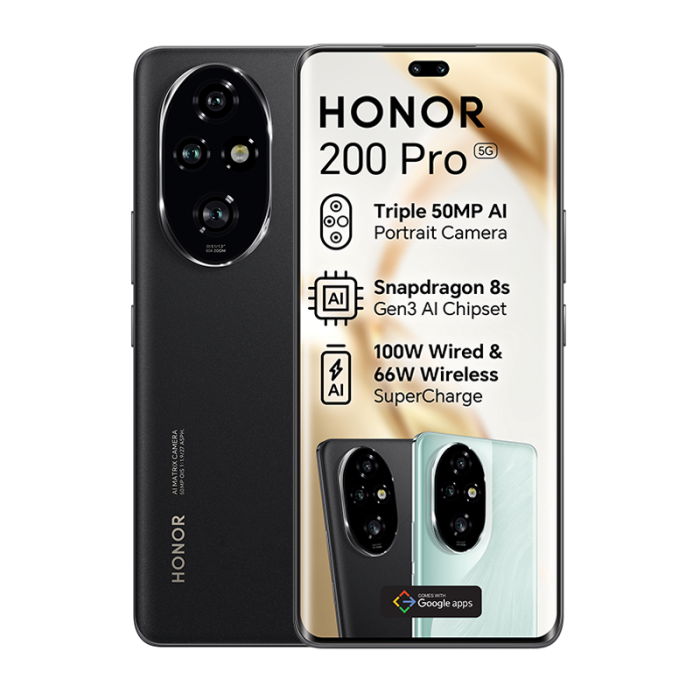 HONOR
200 Pro 5G
Triple 50MP AI
Portrait Camera
AI
Snapdragon 8s
Gen3 AI Chipset
AI
100W Wired &
66W Wireless
SuperCharge
COMES WITH
Google apps
AI MATRIX CAMERA
HONOR